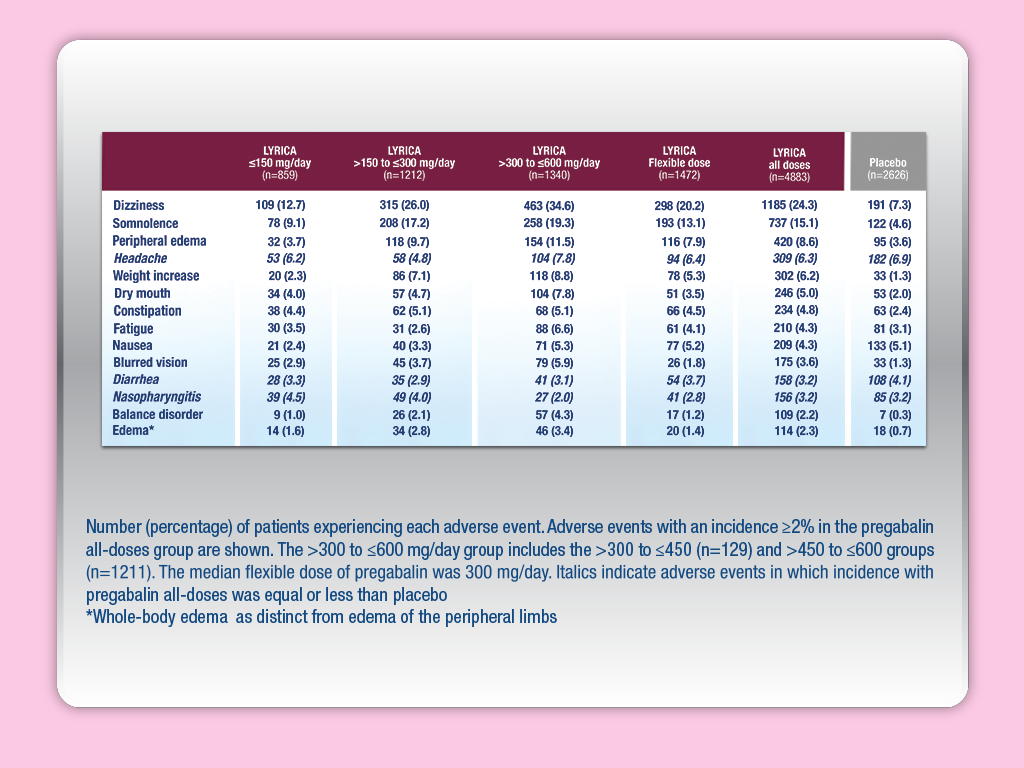 LYRICA ≤150 mg/day (n=859) LYRICA >150 to ≤300 mg/day (n=1212) LYRICA >300 to ≤600 mg/day (n=1340) LYRICA Flexible dose (n=1472) LYRICA all doses (n=4883) Placebo (n=2626)
Dizziness 109 (12.7) 315 (26.0) 463 (34.6) 298 (20.2) 1185 (24.3) 191 (7.3)
Somnolence 78 (9.1) 208 (17.2) 258 (19.3) 193 (13.1) 737 (15.1) 122 (4.6)
Peripheral edema 32 (3.7) 118 (9.7) 154 (11.5) 116 (7.9) 420 (8.6) 95 (3.6)
Headache 53 (6.2) 58 (4.8) 104 (7.8) 94 (6.4) 309 (6.3) 182 (6.9)
Weight increase 20 (2.3) 86 (7.1) 118 (8.8) 78 (5.3) 302 (6.2) 33 (1.3)
Dry mouth 34 (4.0) 57 (4.7) 104 (7.8) 51 (3.5) 246 (5.0) 53 (2.0)
Constipation 38 (4.4) 62 (5.1) 68 (5.1) 66 (4.5) 234 (4.8) 63 (2.4)
Fatigue 30 (3.5) 31 (2.6) 88 (6.6) 61 (4.1) 210 (4.3) 81 (3.1)
Nausea 21 (2.4) 40 (3.3) 71 (5.3) 77 (5.2) 209 (4.3) 133 (5.1)
Blurred vision 25 (2.9) 45 (3.7) 79 (5.9) 26 (1.8) 175 (3.6) 33 (1.3)
Diarrhea 28 (3.3) 35 (2.9) 41 (3.1) 54 (3.7) 158 (3.2) 108 (4.1)
Nasopharyngitis 39 (4.5) 49 (4.0) 27 (2.0) 41 (2.8) 156 (3.2) 85 (3.2)
Balance disorder 9 (1.0) 26 (2.1) 57 (4.3) 17 (1.2) 109 (2.2) 7 (0.3)
Edema* 14 (1.6) 34 (2.8) 46 (3.4) 20 (1.4) 114 (2.3) 18 (0.7)
Number (percentage) of patients experiencing each adverse event. Adverse events with an incidence ≥2% in the pregabalin
all-doses group are shown. The >300 to ≤600 mg/day group includes the >300 to ≤450 (n=129) and >450 to ≤600 groups
(n=1211). The median flexible dose of pregabalin was 300 mg/day. Italics indicate adverse events in which incidence with
pregabalin all-doses was equal or less than placebo
*Whole-body edema as distinct from edema of the peripheral limbs